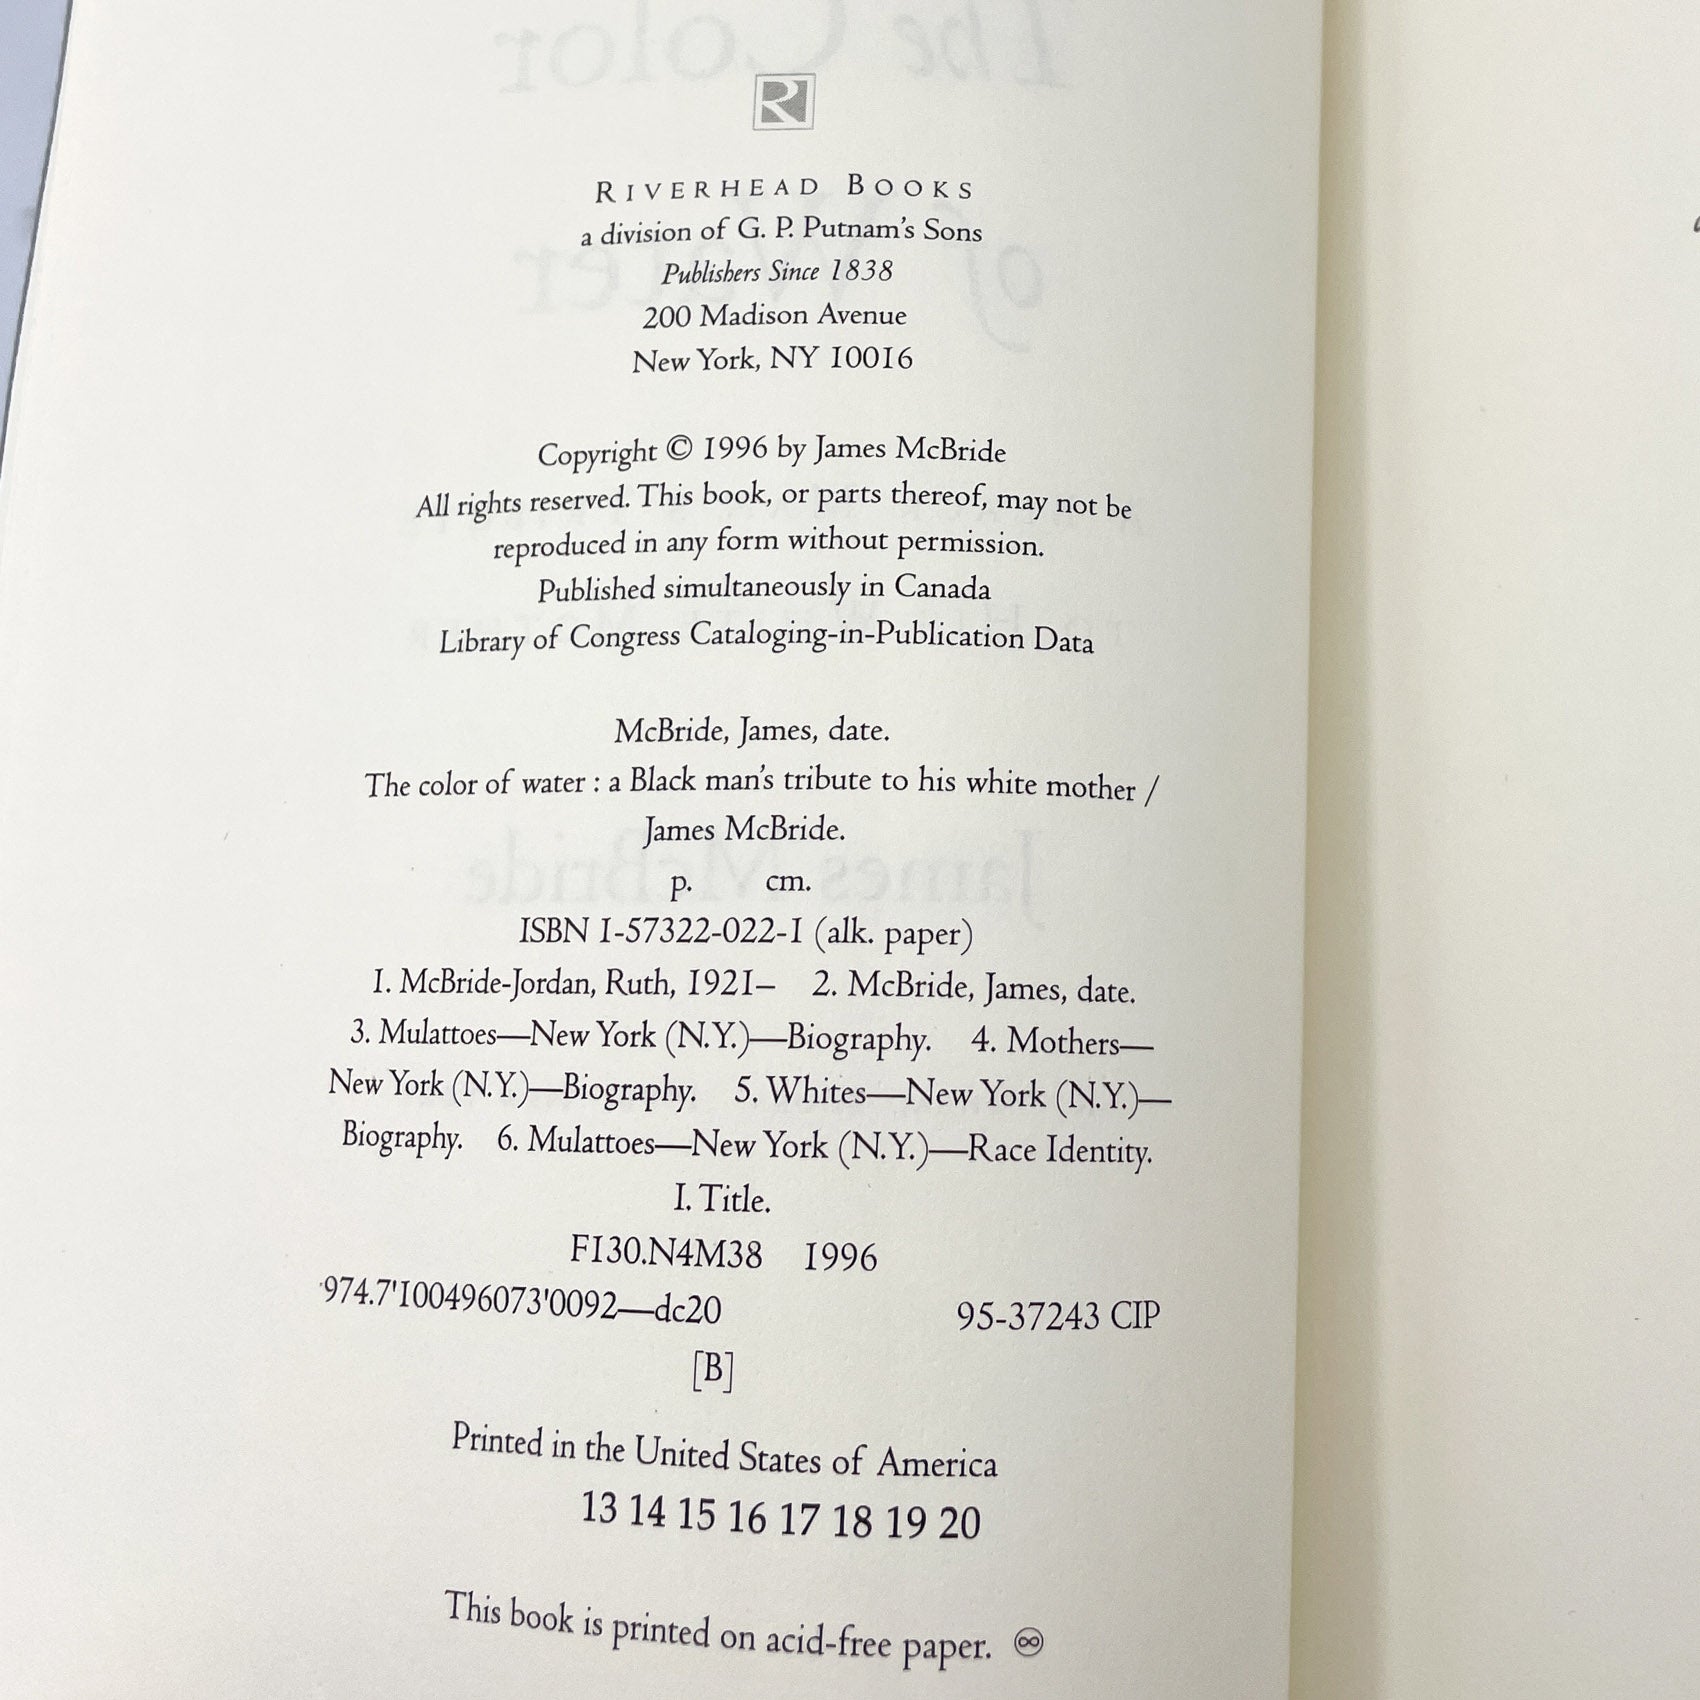 R
RIVERHEAD BOOKS
a division of G. P. Putnam's Sons
Publishers Since 1838
200 Madison Avenue
New York, NY 10016
Copyright © 1996 by James McBride
All rights reserved. This book, or parts thereof, may not be
reproduced in any form without permission.
Published simultaneously in Canada
Library of Congress Cataloging-in-Publication Data
McBride, James, date.
The color of water : a Black man's tribute to his white mother /
James McBride.
p. cm.
ISBN 1-57322-022-1 (alk. paper)
1. McBride-Jordan, Ruth, 1921– 2. McBride, James, date.
3. Mulattoes—New York (N.Y.)—Biography. 4. Mothers—
New York (N.Y.)—Biography. 5. Whites—New York (N.Y.)—
Biography. 6. Mulattoes—New York (N.Y.)—Race Identity.
I. Title.
F130.N4M38 1996
974.7'100496073'0092—dc20 95-37243 CIP
[B]
Printed in the United States of America
13 14 15 16 17 18 19 20
This book is printed on acid-free paper. ♾